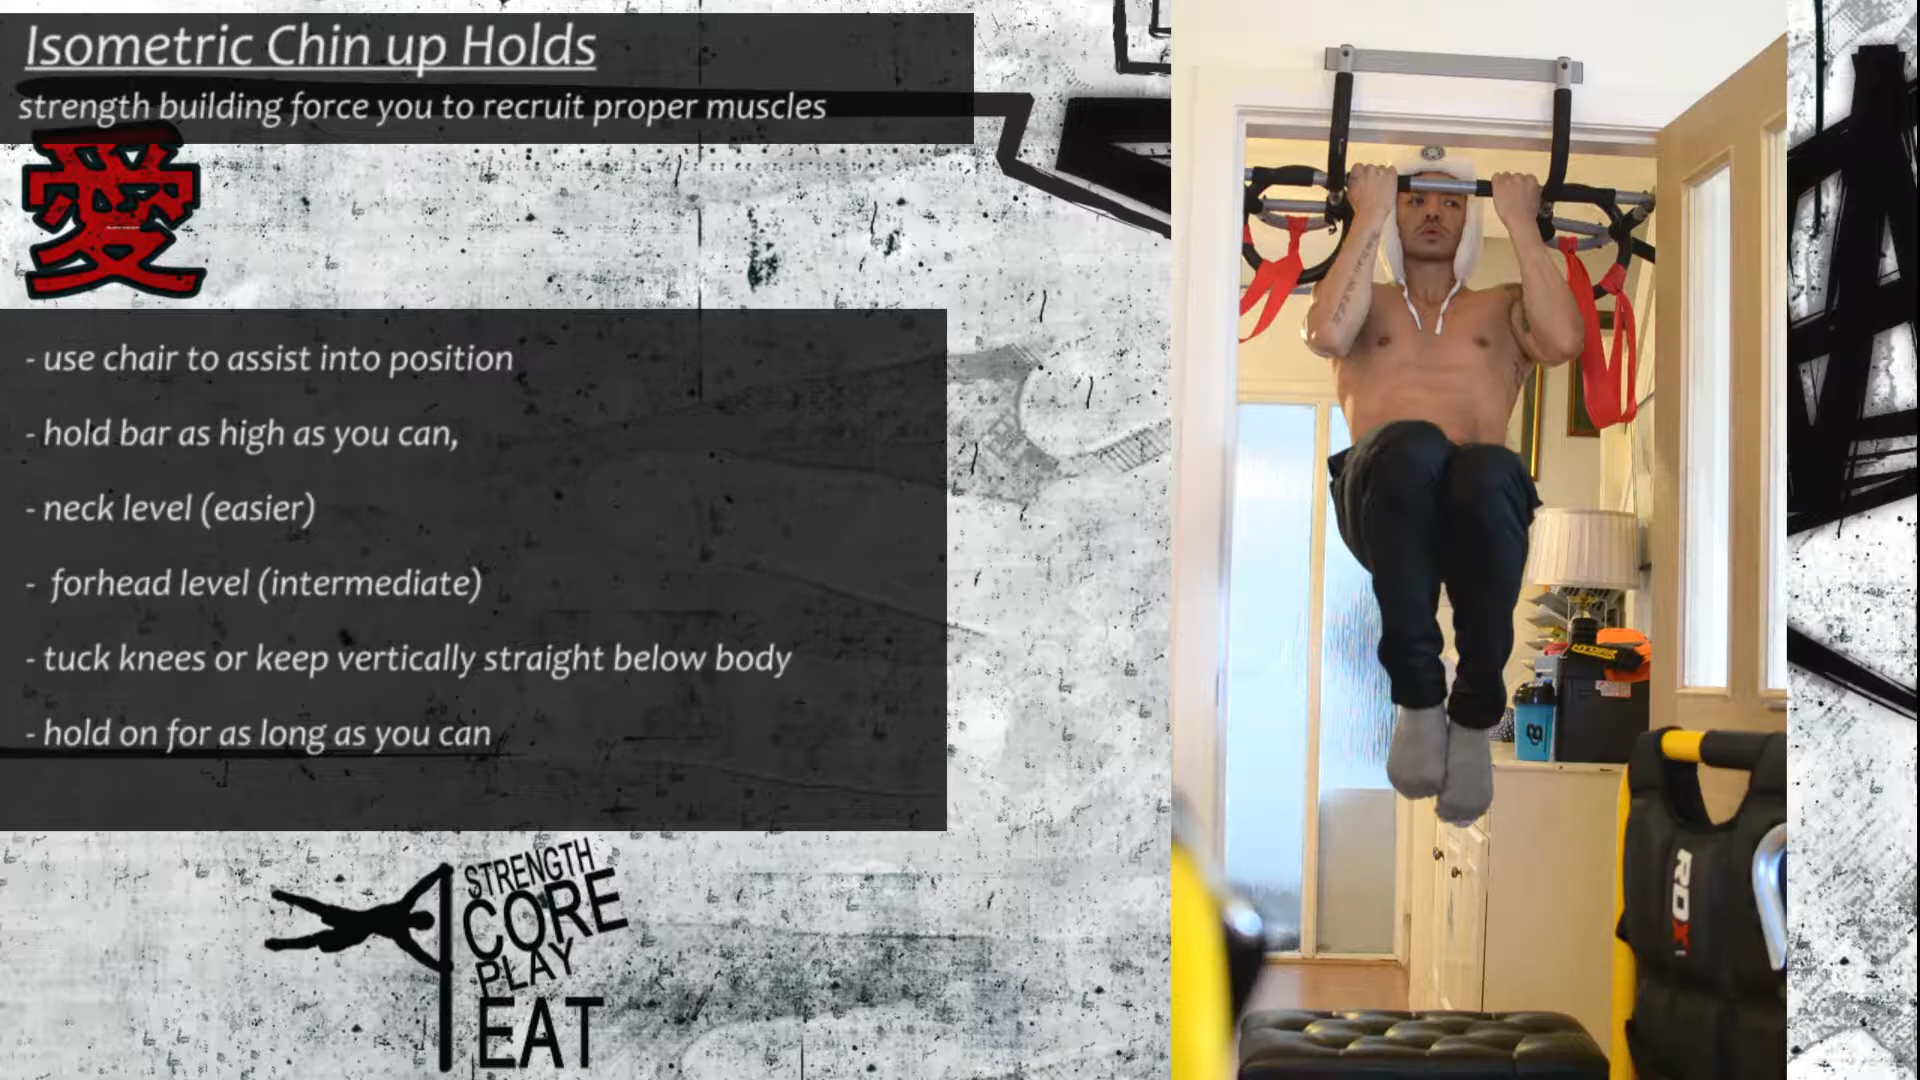 Isometric Chin up Holds
strength building force you to recruit proper muscles
愛
- use chair to assist into position
- hold bar as high as you can,
- neck level (easier)
- forhead level (intermediate)
- tuck knees or keep vertically straight below body
- hold on for as long as you can
STRENGTH
CORE
PLAY
EAT
RDX